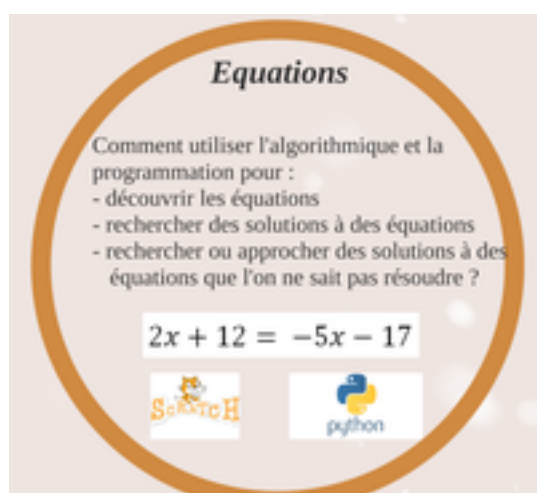 Equations
Comment utiliser l'algorithmique et la
programmation pour :
- découvrir les équations
- rechercher des solutions à des équations
- rechercher ou approcher des solutions à des
équations que l'on ne sait pas résoudre ?
2x + 12 = −5x − 17
SCRATCH
python